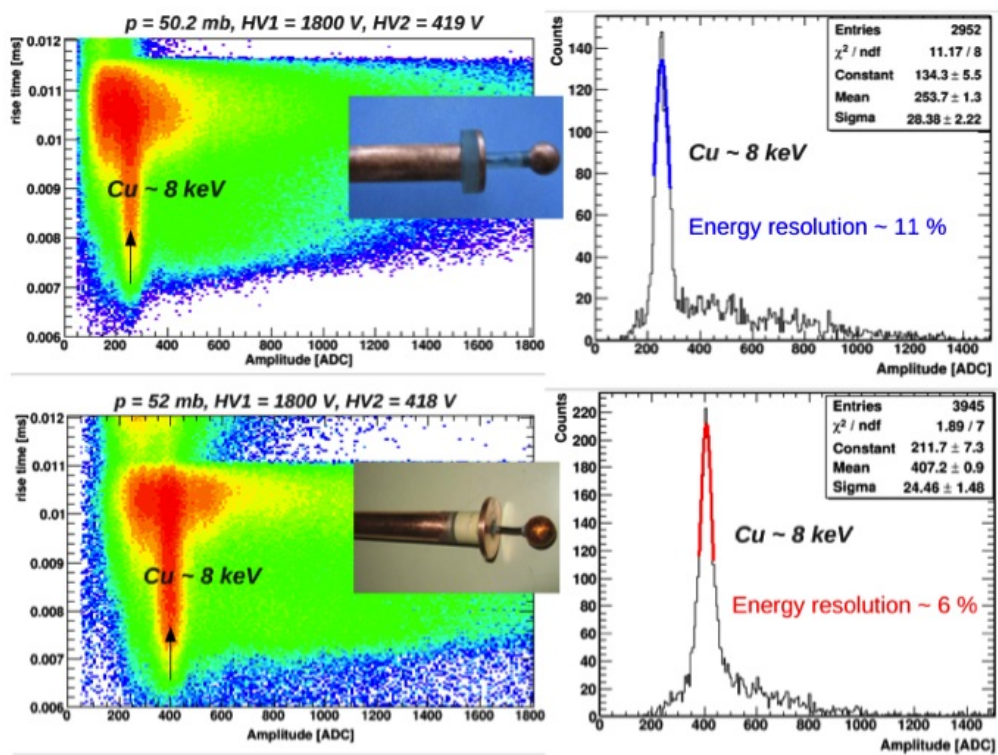 p = 50.2 mb, HV1 = 1800 V, HV2 = 419 V
rise time [ms]
0.012
0.011
0.01
0.009
0.008
0.007
0.006
Cu ~ 8 keV
0 200 400 600 800 1000 1200 1400 1600 1800
Amplitude [ADC]
Counts
140
120
100
80
60
40
20
0
Entries 2952
χ² / ndf 11.17 / 8
Constant 134.3 ± 5.5
Mean 253.7 ± 1.3
Sigma 28.38 ± 2.22
Cu ~ 8 keV
Energy resolution ~ 11 %
0 200 400 600 800 1000 1200 1400
Amplitude [ADC]
p = 52 mb, HV1 = 1800 V, HV2 = 418 V
rise time [ms]
0.012
0.011
0.01
0.009
0.008
0.007
0.006
Cu ~ 8 keV
0 200 400 600 800 1000 1200 1400 1600 1800
Amplitude [ADC]
Counts
220
200
180
160
140
120
100
80
60
40
20
0
Entries 3945
χ² / ndf 1.89 / 7
Constant 211.7 ± 7.3
Mean 407.2 ± 0.9
Sigma 24.46 ± 1.48
Cu ~ 8 keV
Energy resolution ~ 6 %
0 200 400 600 800 1000 1200 1400
Amplitude [ADC]